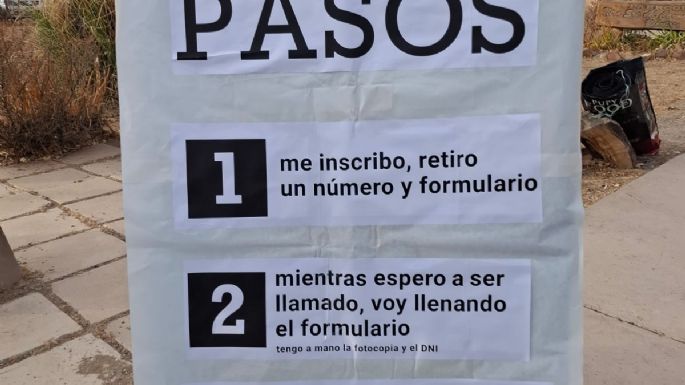 PASOS
1
me inscribo, retiro
un número y formulario
2
mientras espero a ser
llamado, voy llenando
el formulario
tengo a mano la fotocopia y el DNI